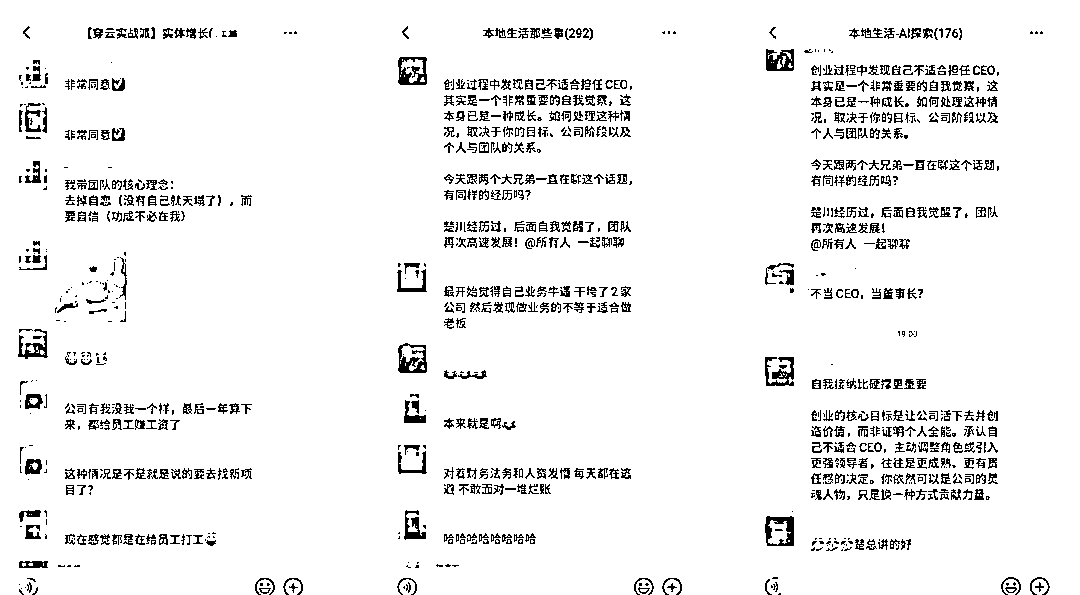 【穿云实战派】实体增长(
非常同意
非常同意
我带团队的核心理念：
去掉自恋（没有自己就天塌了），而
要自信（功成不必在我）
公司有我没我一个样，最后一年算下
来，都给员工赚工资了
这种情况是不是就是说的要去找新项
目了？
现在感觉都是在给员工打工
本地生活那些事(292)
创业过程中发现自己不适合担任 CEO，
其实是一个非常重要的自我觉察，这
本身已是一种成长。如何处理这种情
况，取决于你的目标、公司阶段以及
个人与团队的关系。
今天跟两个大兄弟一直在聊这个话题，
有同样的经历吗？
楚川经历过，后面自我觉醒了，团队
再次高速发展！@所有人 一起聊聊
最开始觉得自己业务牛逼 干垮了 2 家
公司 然后发现做业务的不等于适合做
老板
本来就是啊
对着财务法务和人资发懵 每天都在逃
避 不敢面对一堆烂账
哈哈哈哈哈哈哈哈
本地生活-AI探索(176)
创业过程中发现自己不适合担任 CEO，
其实是一个非常重要的自我觉察，这
本身已是一种成长。如何处理这种情
况，取决于你的目标、公司阶段以及
个人与团队的关系。
今天跟两个大兄弟一直在聊这个话题，
有同样的经历吗？
楚川经历过，后面自我觉醒了，团队
再次高速发展！
@所有人 一起聊聊
不当 CEO，当董事长？
自我接纳比硬撑更重要
创业的核心目标是让公司活下去并创
造价值，而非证明个人全能。承认自
己不适合 CEO，主动调整角色或引入
更强领导者，往往是更成熟、更有责
任感的决定。你依然可以是公司的灵
魂人物，只是换一种方式贡献力量。
楚总讲的好